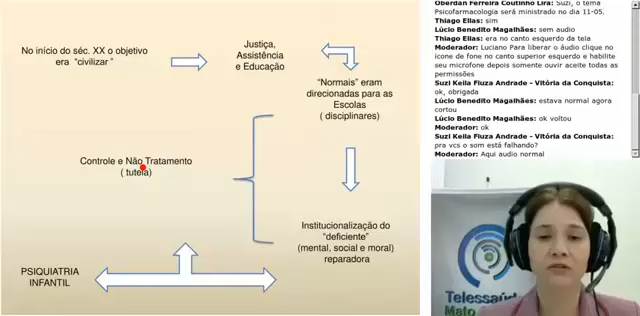 No início do séc. XX o objetivo
era “civilizar ”
Justiça,
Assistência
e Educação
“Normais” eram
direcionadas para as
Escolas
( disciplinares)
Controle e Não Tratamento
( tutela)
Institucionalização do
“deficiente”
(mental, social e moral)
reparadora
PSIQUIATRIA
INFANTIL
Oberdan Ferreira Coutinho Lira: Suzi, o tema
Psicofarmacologia será ministrado no dia 11-05.
Thiago Elias: sim
Lúcio Benedito Magalhães: sem audio
Thiago Elias: era no canto esquerdo da tela
Moderador: Luciano Para liberar o áudio clique no
ícone de fone no canto superior esquerdo e habilite
seu microfone depois somente ouvir aceite todas as
permissões
Suzi Keila Fiuza Andrade - Vitória da Conquista:
ok, obrigada
Lúcio Benedito Magalhães: estava normal agora
cortou
Lúcio Benedito Magalhães: ok voltou
Moderador: ok
Suzi Keila Fiuza Andrade - Vitória da Conquista:
pra vcs o som está falhando?
Moderador: Aqui audio normal
Telessaúd
Mato